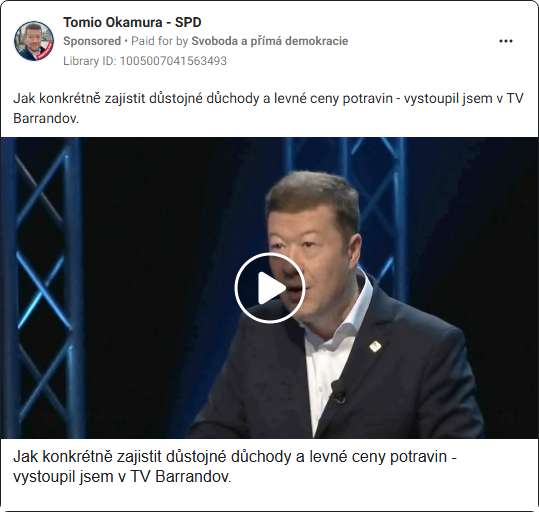 Tomio Okamura - SPD
Sponsored • Paid for by Svoboda a přímá demokracie
Library ID: 1005007041563493
Jak konkrétně zajistit důstojné důchody a levné ceny potravin - vystoupil jsem v TV
Barrandov.
Jak konkrétně zajistit důstojné důchody a levné ceny potravin -
vystoupil jsem v TV Barrandov.